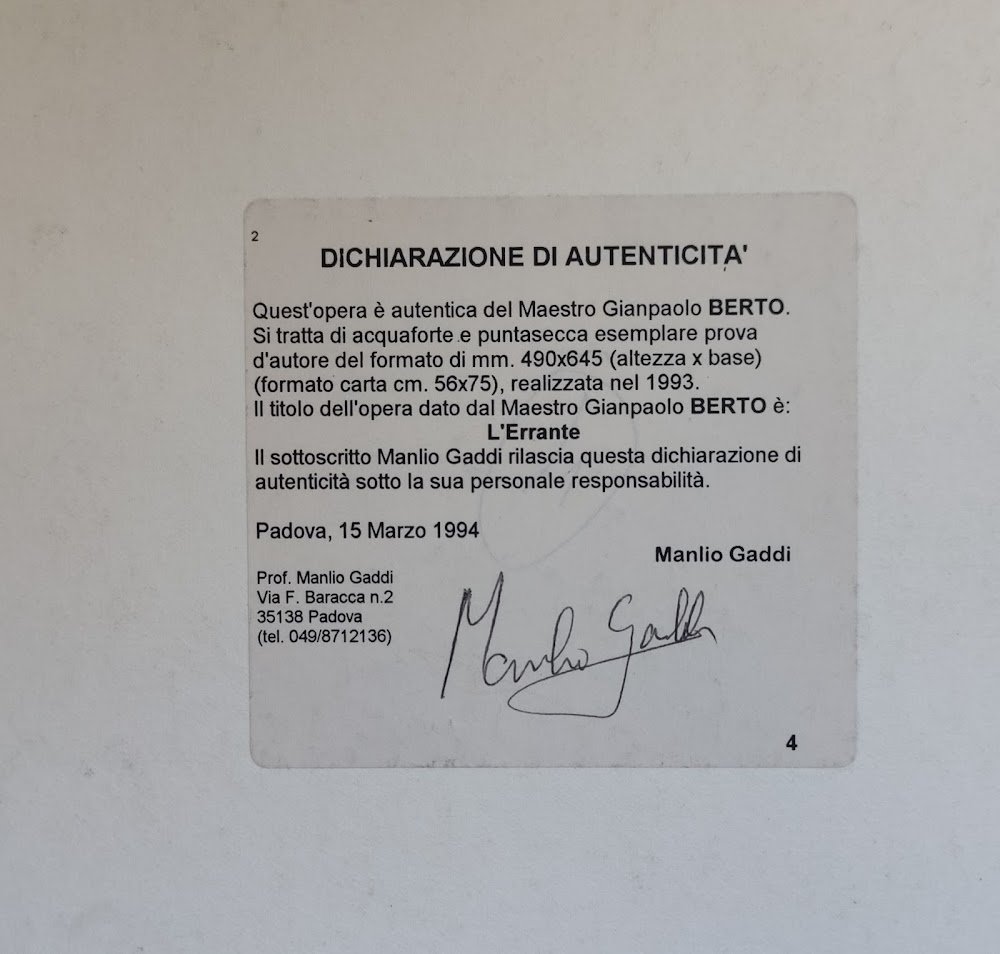 2
DICHIARAZIONE DI AUTENTICITA'
Quest'opera è autentica del Maestro Gianpaolo BERTO.
Si tratta di acquaforte e puntasecca esemplare prova
d'autore del formato di mm. 490x645 (altezza x base)
(formato carta cm. 56x75), realizzata nel 1993.
Il titolo dell'opera dato dal Maestro Gianpaolo BERTO è:
L'Errante
Il sottoscritto Manlio Gaddi rilascia questa dichiarazione di
autenticità sotto la sua personale responsabilità.
Padova, 15 Marzo 1994
Manlio Gaddi
Prof. Manlio Gaddi
Via F. Baracca n.2
35138 Padova
(tel. 049/8712136)
Manlio Gaddi
4